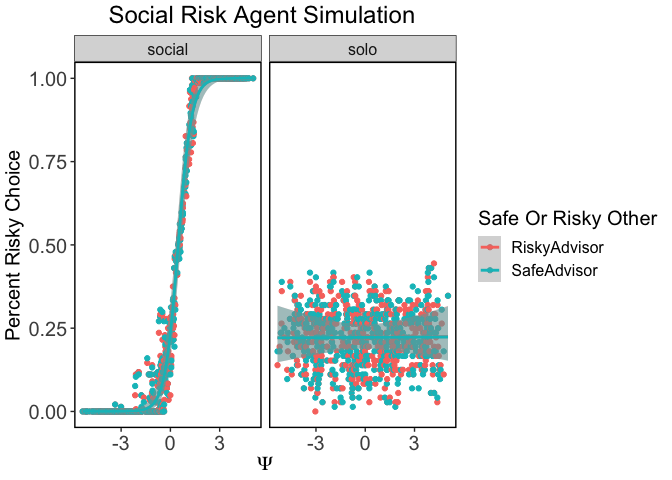 Social Risk Agent Simulation
social
solo
Percent Risky Choice
1.00
0.75
0.50
0.25
0.00
-3 0 3
-3 0 3
Ψ
Safe Or Risky Other
RiskyAdvisor
SafeAdvisor